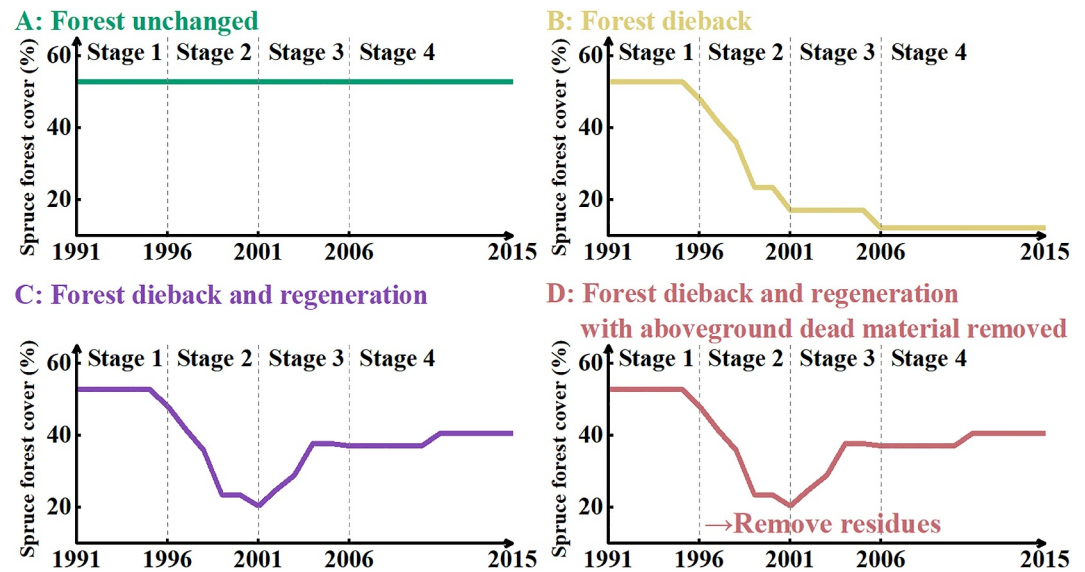 A: Forest unchanged
Spruce forest cover (%)
60
40
20
Stage 1
Stage 2
Stage 3
Stage 4
1991
1996
2001
2006
2015
B: Forest dieback
Spruce forest cover (%)
60
40
20
Stage 1
Stage 2
Stage 3
Stage 4
1991
1996
2001
2006
2015
C: Forest dieback and regeneration
Spruce forest cover (%)
60
40
20
Stage 1
Stage 2
Stage 3
Stage 4
1991
1996
2001
2006
2015
D: Forest dieback and regeneration
with aboveground dead material removed
Spruce forest cover (%)
60
40
20
Stage 1
Stage 2
Stage 3
Stage 4
→Remove residues
1991
1996
2001
2006
2015